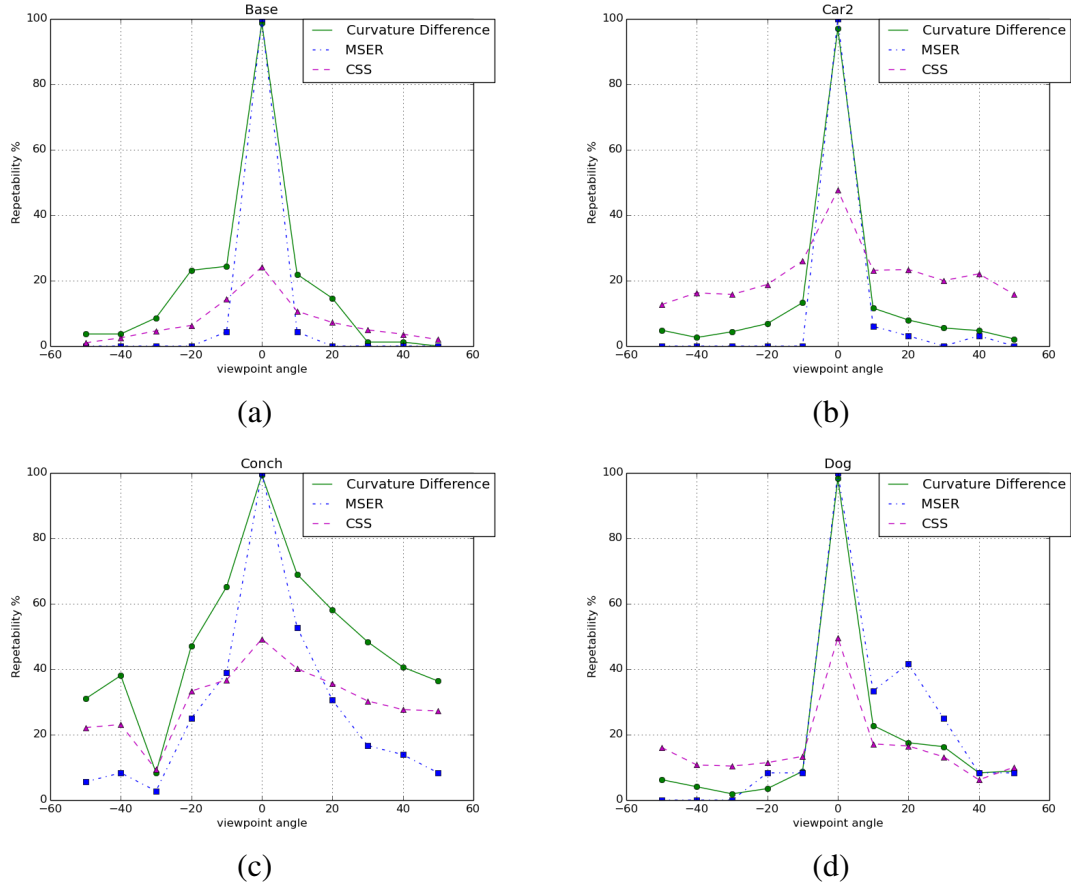 Base
100
80
60
40
20
0
Repetability %
−60 −40 −20 0 20 40 60
viewpoint angle
Curvature Difference
MSER
CSS
(a)
Car2
100
80
60
40
20
0
Repetability %
−60 −40 −20 0 20 40 60
viewpoint angle
Curvature Difference
MSER
CSS
(b)
Conch
100
80
60
40
20
0
Repetability %
−60 −40 −20 0 20 40 60
viewpoint angle
Curvature Difference
MSER
CSS
(c)
Dog
100
80
60
40
20
0
Repetability %
−60 −40 −20 0 20 40 60
viewpoint angle
Curvature Difference
MSER
CSS
(d)